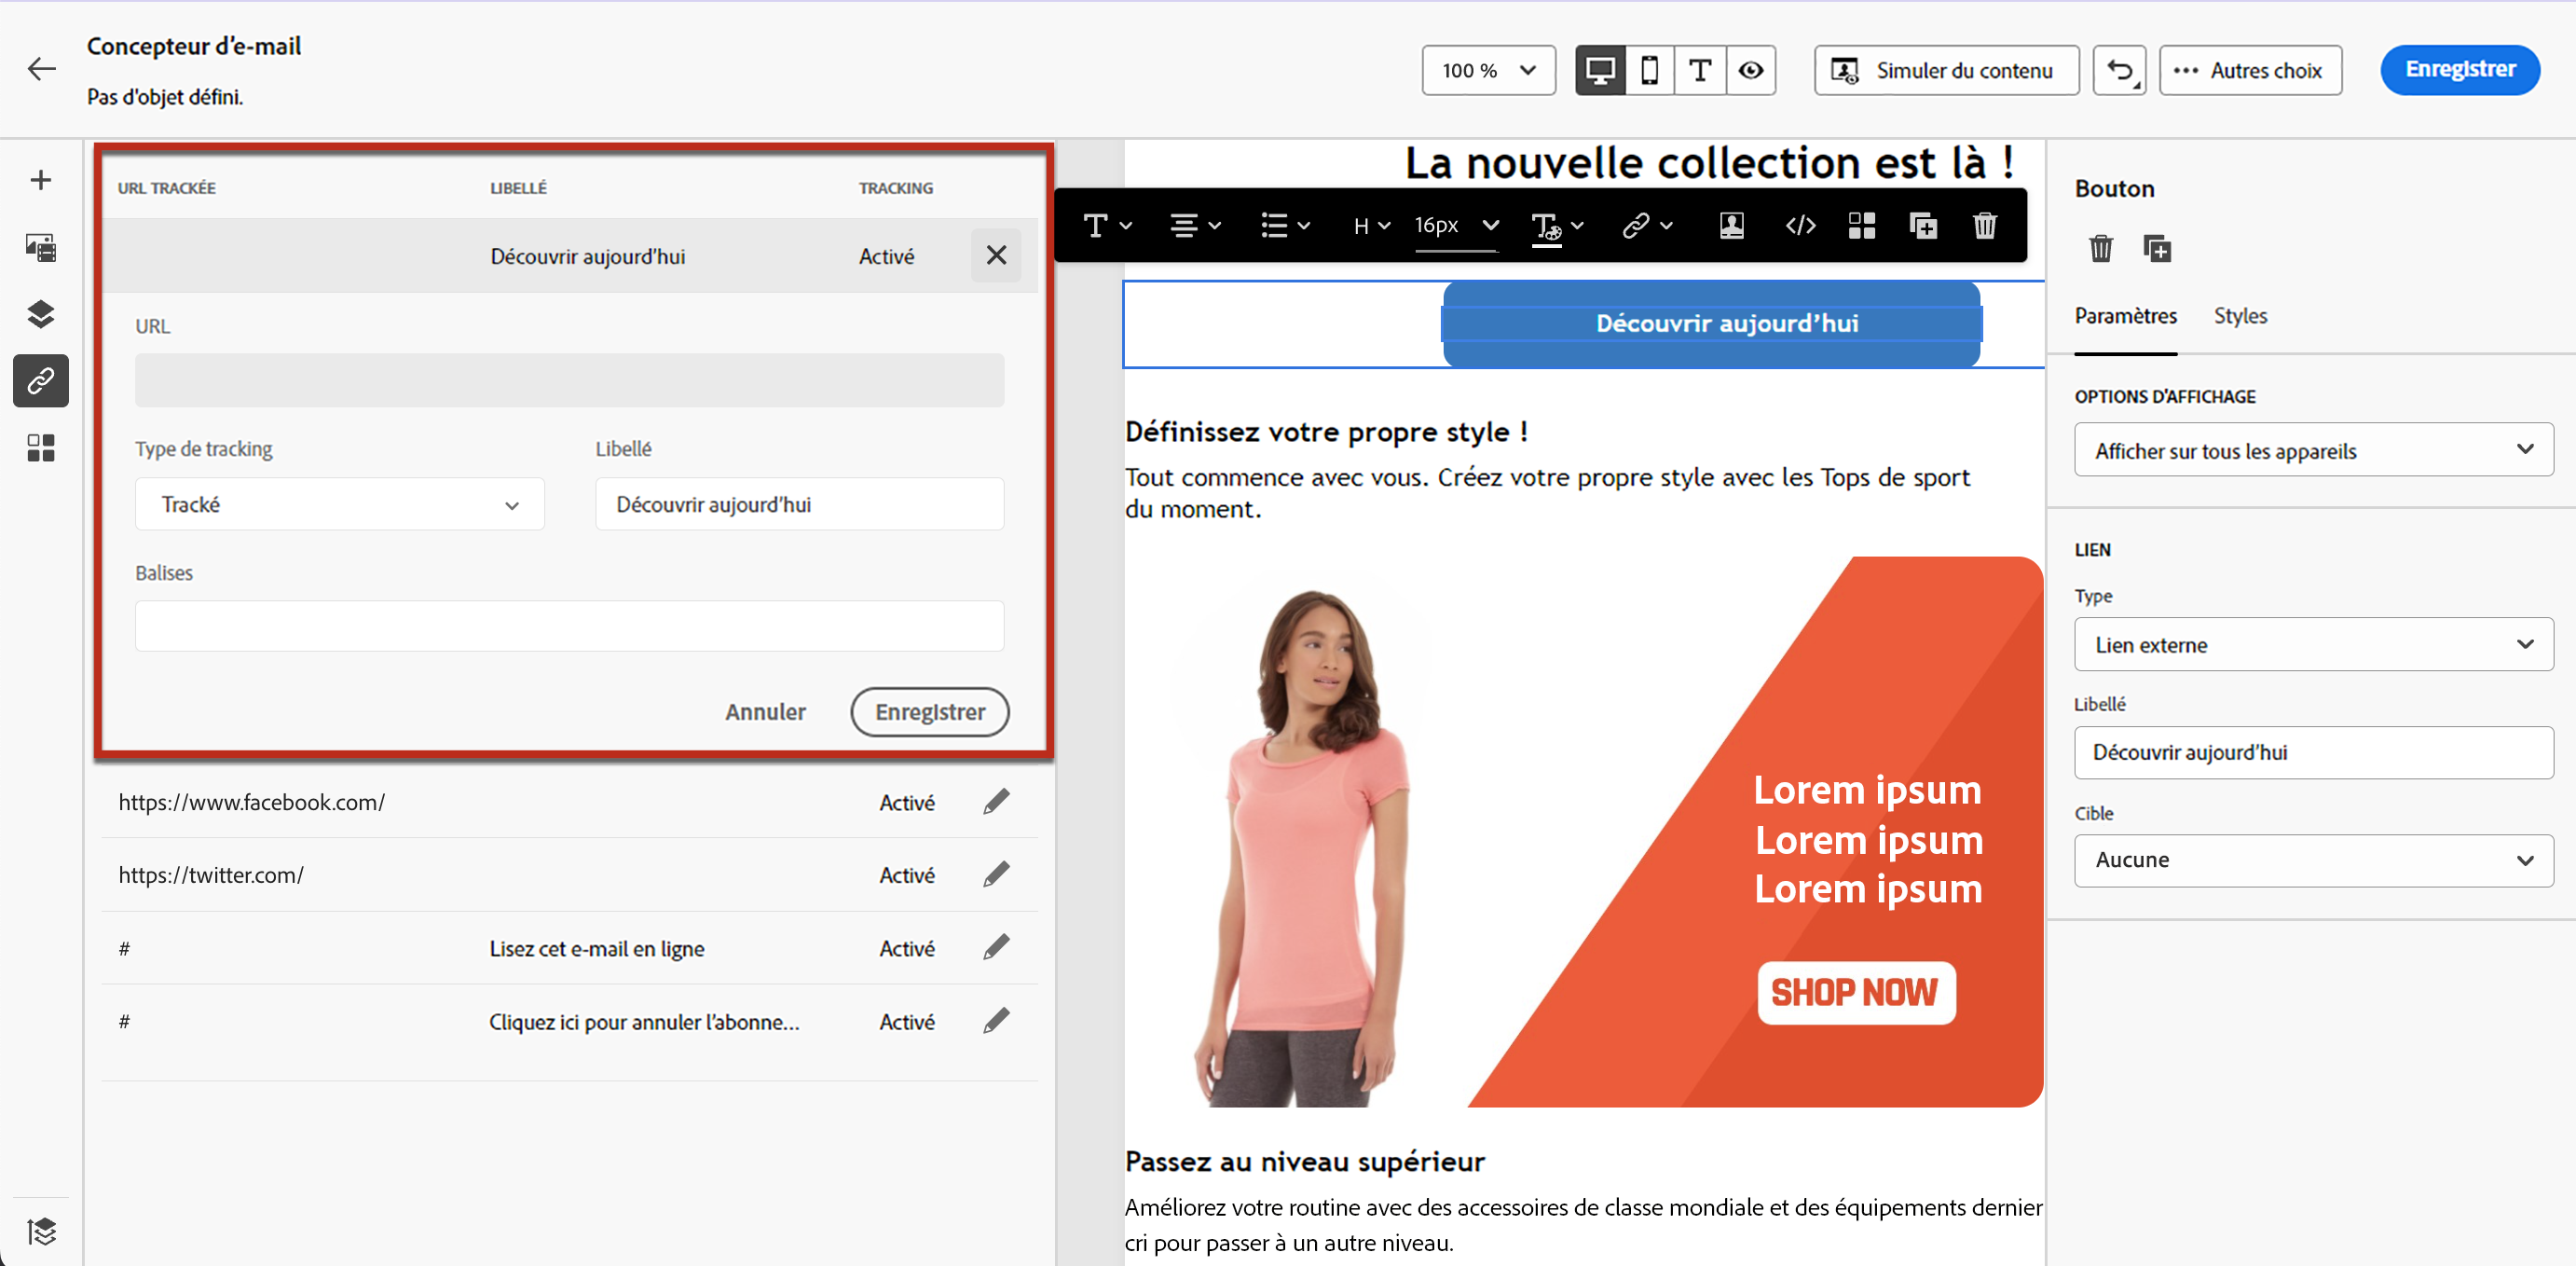 Concepteur d'e-mail
Pas d'objet défini.
100 %
Simuler du contenu
••• Autres choix
Enregistrer
URL TRACKÉE LIBELLÉ TRACKING
Découvrir aujourd'hui Activé
URL
Type de tracking Libellé
Tracké Découvrir aujourd'hui
Balises
Annuler Enregistrer
https://www.facebook.com/ Activé
https://twitter.com/ Activé
# Lisez cet e-mail en ligne Activé
# Cliquez ici pour annuler l'abonne... Activé
La nouvelle collection est là !
H 16px
Découvrir aujourd'hui
Définissez votre propre style !
Tout commence avec vous. Créez votre propre style avec les Tops de sport
du moment.
Lorem ipsum
Lorem ipsum
Lorem ipsum
SHOP NOW
Passez au niveau supérieur
Améliorez votre routine avec des accessoires de classe mondiale et des équipements dernier
cri pour passer à un autre niveau.
Bouton
Paramètres Styles
OPTIONS D'AFFICHAGE
Afficher sur tous les appareils
LIEN
Type
Lien externe
Libellé
Découvrir aujourd'hui
Cible
Aucune